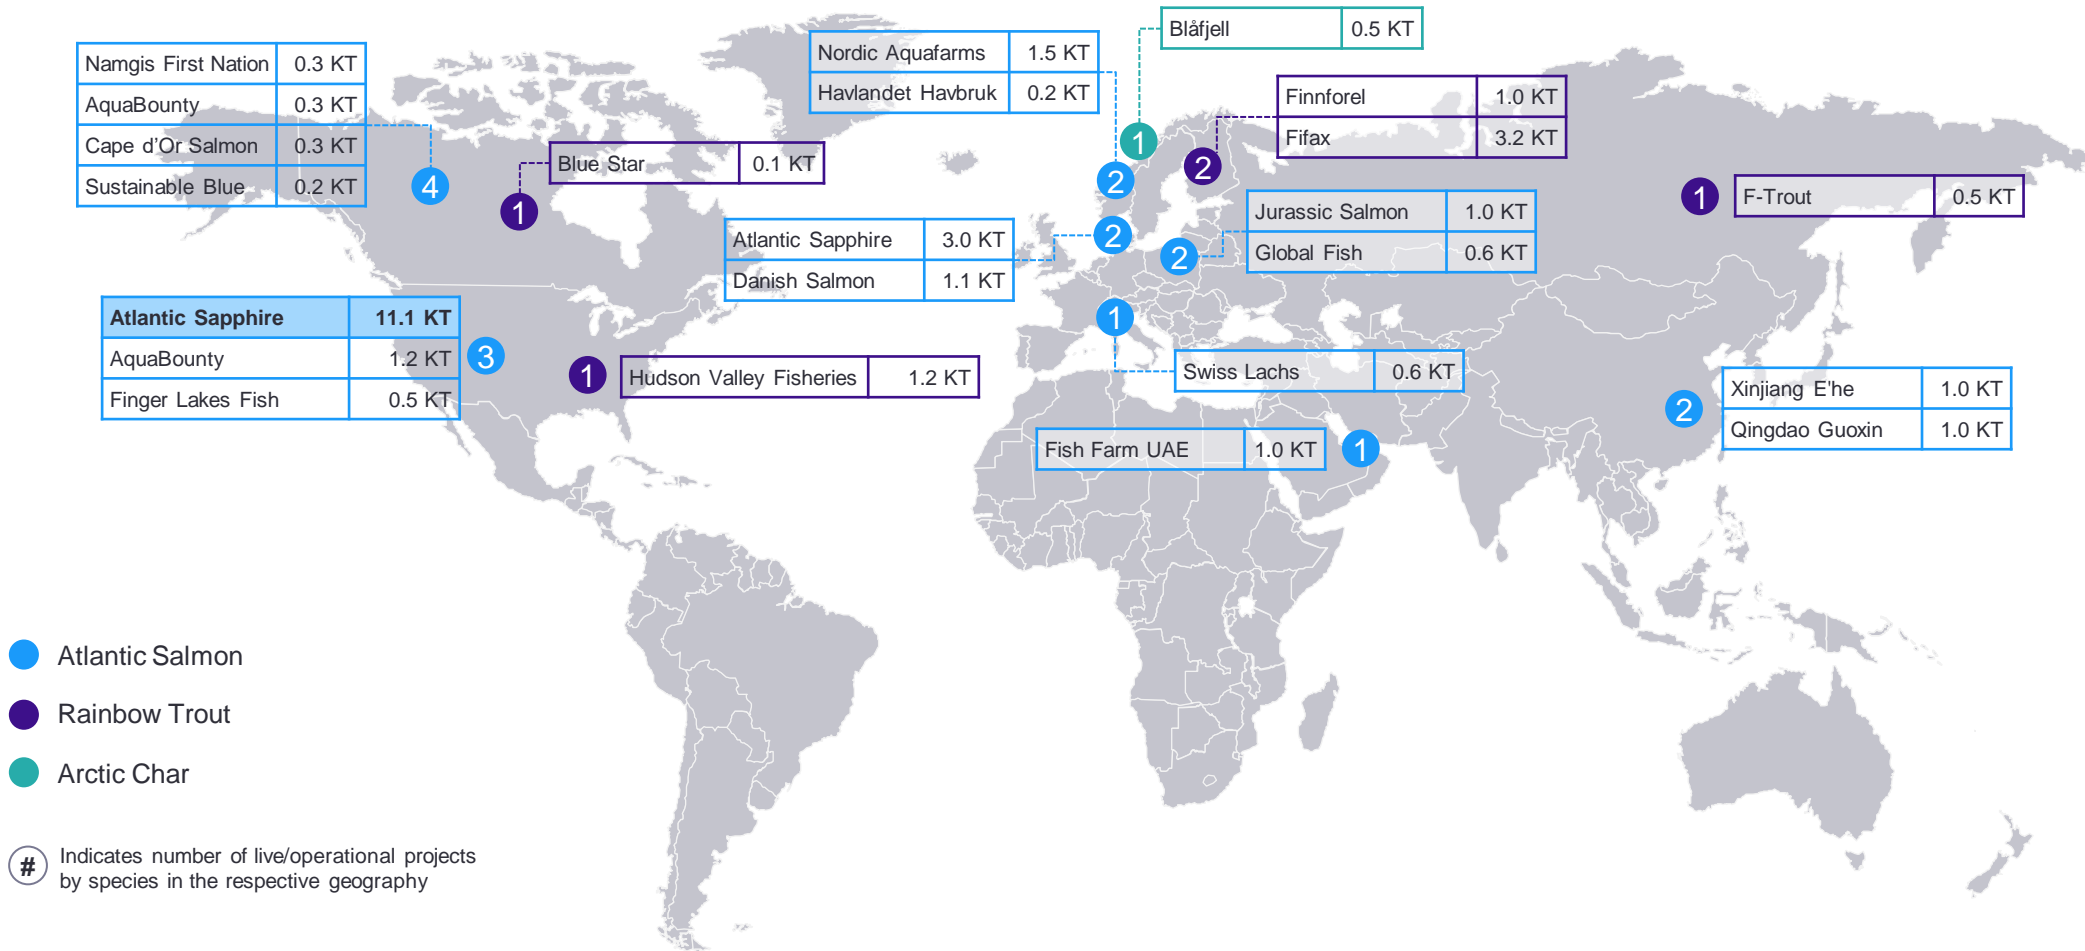 Namgis First Nation 0.3 KT
AquaBounty 0.3 KT
Cape d'Or Salmon 0.3 KT
Sustainable Blue 0.2 KT
4
Blue Star 0.1 KT
1
Nordic Aquafarms 1.5 KT
Havlandet Havbruk 0.2 KT
2
Blåfjell 0.5 KT
1
Finnforel 1.0 KT
Fifax 3.2 KT
2
1
F-Trout 0.5 KT
Atlantic Sapphire 3.0 KT
Danish Salmon 1.1 KT
2
Jurassic Salmon 1.0 KT
Global Fish 0.6 KT
2
Atlantic Sapphire 11.1 KT
AquaBounty 1.2 KT
Finger Lakes Fish 0.5 KT
3
1
Hudson Valley Fisheries 1.2 KT
1
Swiss Lachs 0.6 KT
Fish Farm UAE 1.0 KT
1
2
Xinjiang E'he 1.0 KT
Qingdao Guoxin 1.0 KT
Atlantic Salmon
Rainbow Trout
Arctic Char
# Indicates number of live/operational projects
by species in the respective geography